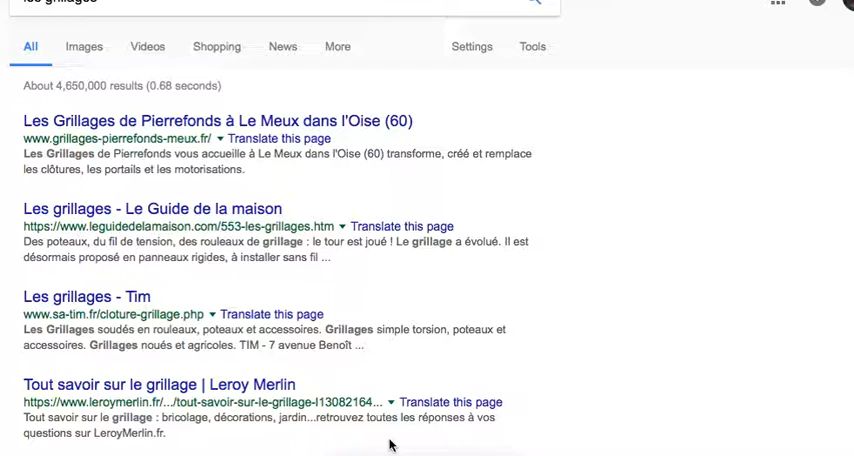 les grillages
All Images Videos Shopping News More Settings Tools
About 4,650,000 results (0.68 seconds)
Les Grillages de Pierrefonds à Le Meux dans l'Oise (60)
www.grillages-pierrefonds-meux.fr/ ▼ Translate this page
Les Grillages de Pierrefonds vous accueille à Le Meux dans l'Oise (60) transforme, créé et remplace
les clôtures, les portails et les motorisations.
Les grillages - Le Guide de la maison
https://www.leguidedelamaison.com/553-les-grillages.htm ▼ Translate this page
Des poteaux, du fil de tension, des rouleaux de grillage : le tour est joué ! Le grillage a évolué. Il est
désormais proposé en panneaux rigides, à installer sans fil ...
Les grillages - Tim
www.sa-tim.fr/cloture-grillage.php ▼ Translate this page
Les Grillages soudés en rouleaux, poteaux et accessoires. Grillages simple torsion, poteaux et
accessoires. Grillages noués et agricoles. TIM - 7 avenue Benoît ...
Tout savoir sur le grillage | Leroy Merlin
https://www.leroymerlin.fr/.../tout-savoir-sur-le-grillage-l13082164... ▼ Translate this page
Tout savoir sur le grillage : bricolage, décorations, jardin...retrouvez toutes les réponses à vos
questions sur LeroyMerlin.fr.